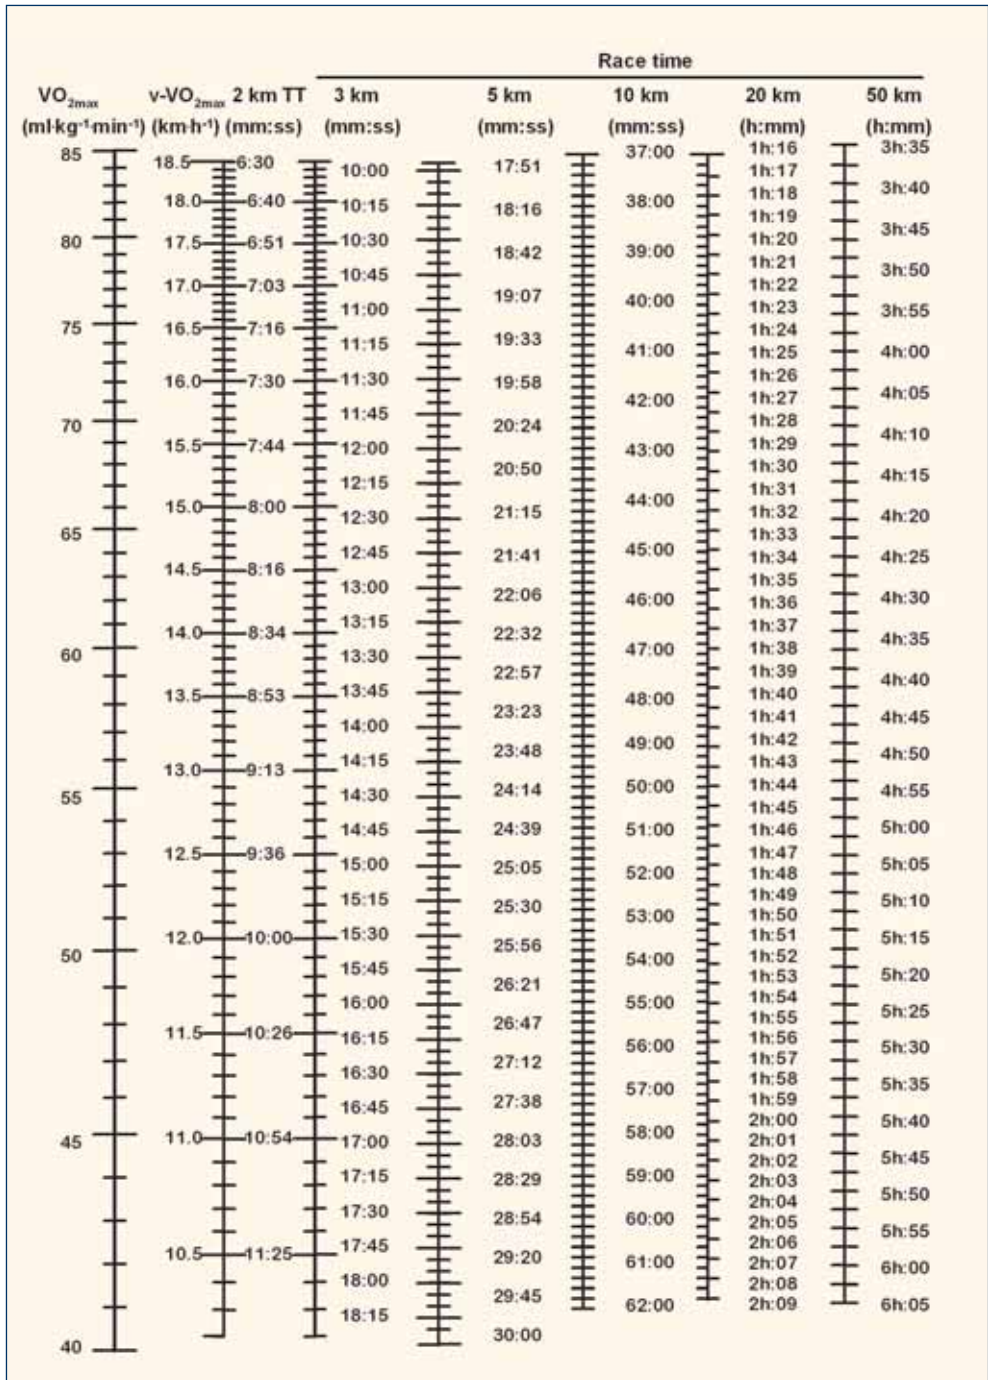 Race time
VO₂max v-VO₂max 2 km TT 3 km 5 km 10 km 20 km 50 km
(ml·kg⁻¹·min⁻¹) (km·h⁻¹) (mm:ss) (mm:ss) (mm:ss) (mm:ss) (h:mm) (h:mm)
85
80
75
70
65
60
55
50
45
40
18.5 6:30
18.0 6:40
17.5 6:51
17.0 7:03
16.5 7:16
16.0 7:30
15.5 7:44
15.0 8:00
14.5 8:16
14.0 8:34
13.5 8:53
13.0 9:13
12.5 9:36
12.0 10:00
11.5 10:26
11.0 10:54
10.5 11:25
10:00
10:15
10:30
10:45
11:00
11:15
11:30
11:45
12:00
12:15
12:30
12:45
13:00
13:15
13:30
13:45
14:00
14:15
14:30
14:45
15:00
15:15
15:30
15:45
16:00
16:15
16:30
16:45
17:00
17:15
17:30
17:45
18:00
18:15
17:51
18:16
18:42
19:07
19:33
19:58
20:24
20:50
21:15
21:41
22:06
22:32
22:57
23:23
23:48
24:14
24:39
25:05
25:30
25:56
26:21
26:47
27:12
27:38
28:03
28:29
28:54
29:20
29:45
30:00
37:00
38:00
39:00
40:00
41:00
42:00
43:00
44:00
45:00
46:00
47:00
48:00
49:00
50:00
51:00
52:00
53:00
54:00
55:00
56:00
57:00
58:00
59:00
60:00
61:00
62:00
1h:16
1h:17
1h:18
1h:19
1h:20
1h:21
1h:22
1h:23
1h:24
1h:25
1h:26
1h:27
1h:28
1h:29
1h:30
1h:31
1h:32
1h:33
1h:34
1h:35
1h:36
1h:37
1h:38
1h:39
1h:40
1h:41
1h:42
1h:43
1h:44
1h:45
1h:46
1h:47
1h:48
1h:49
1h:50
1h:51
1h:52
1h:53
1h:54
1h:55
1h:56
1h:57
1h:58
1h:59
2h:00
2h:01
2h:02
2h:03
2h:04
2h:05
2h:06
2h:07
2h:08
2h:09
3h:35
3h:40
3h:45
3h:50
3h:55
4h:00
4h:05
4h:10
4h:15
4h:20
4h:25
4h:30
4h:35
4h:40
4h:45
4h:50
4h:55
5h:00
5h:05
5h:10
5h:15
5h:20
5h:25
5h:30
5h:35
5h:40
5h:45
5h:50
5h:55
6h:00
6h:05